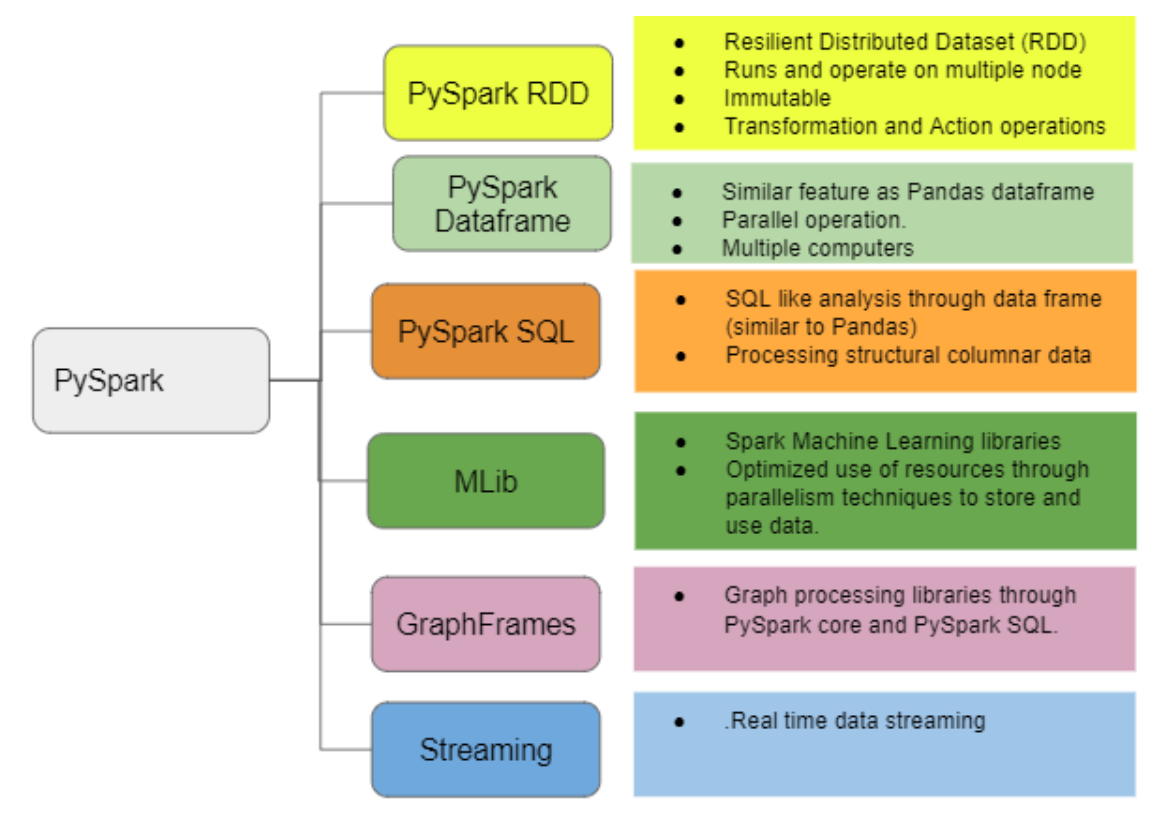 PySpark
PySpark RDD
● Resilient Distributed Dataset (RDD)
● Runs and operate on multiple node
● Immutable
● Transformation and Action operations
PySpark
Dataframe
● Similar feature as Pandas dataframe
● Parallel operation.
● Multiple computers
PySpark SQL
● SQL like analysis through data frame
(similar to Pandas)
● Processing structural columnar data
MLib
● Spark Machine Learning libraries
● Optimized use of resources through
parallelism techniques to store and
use data.
GraphFrames
● Graph processing libraries through
PySpark core and PySpark SQL.
Streaming
● .Real time data streaming